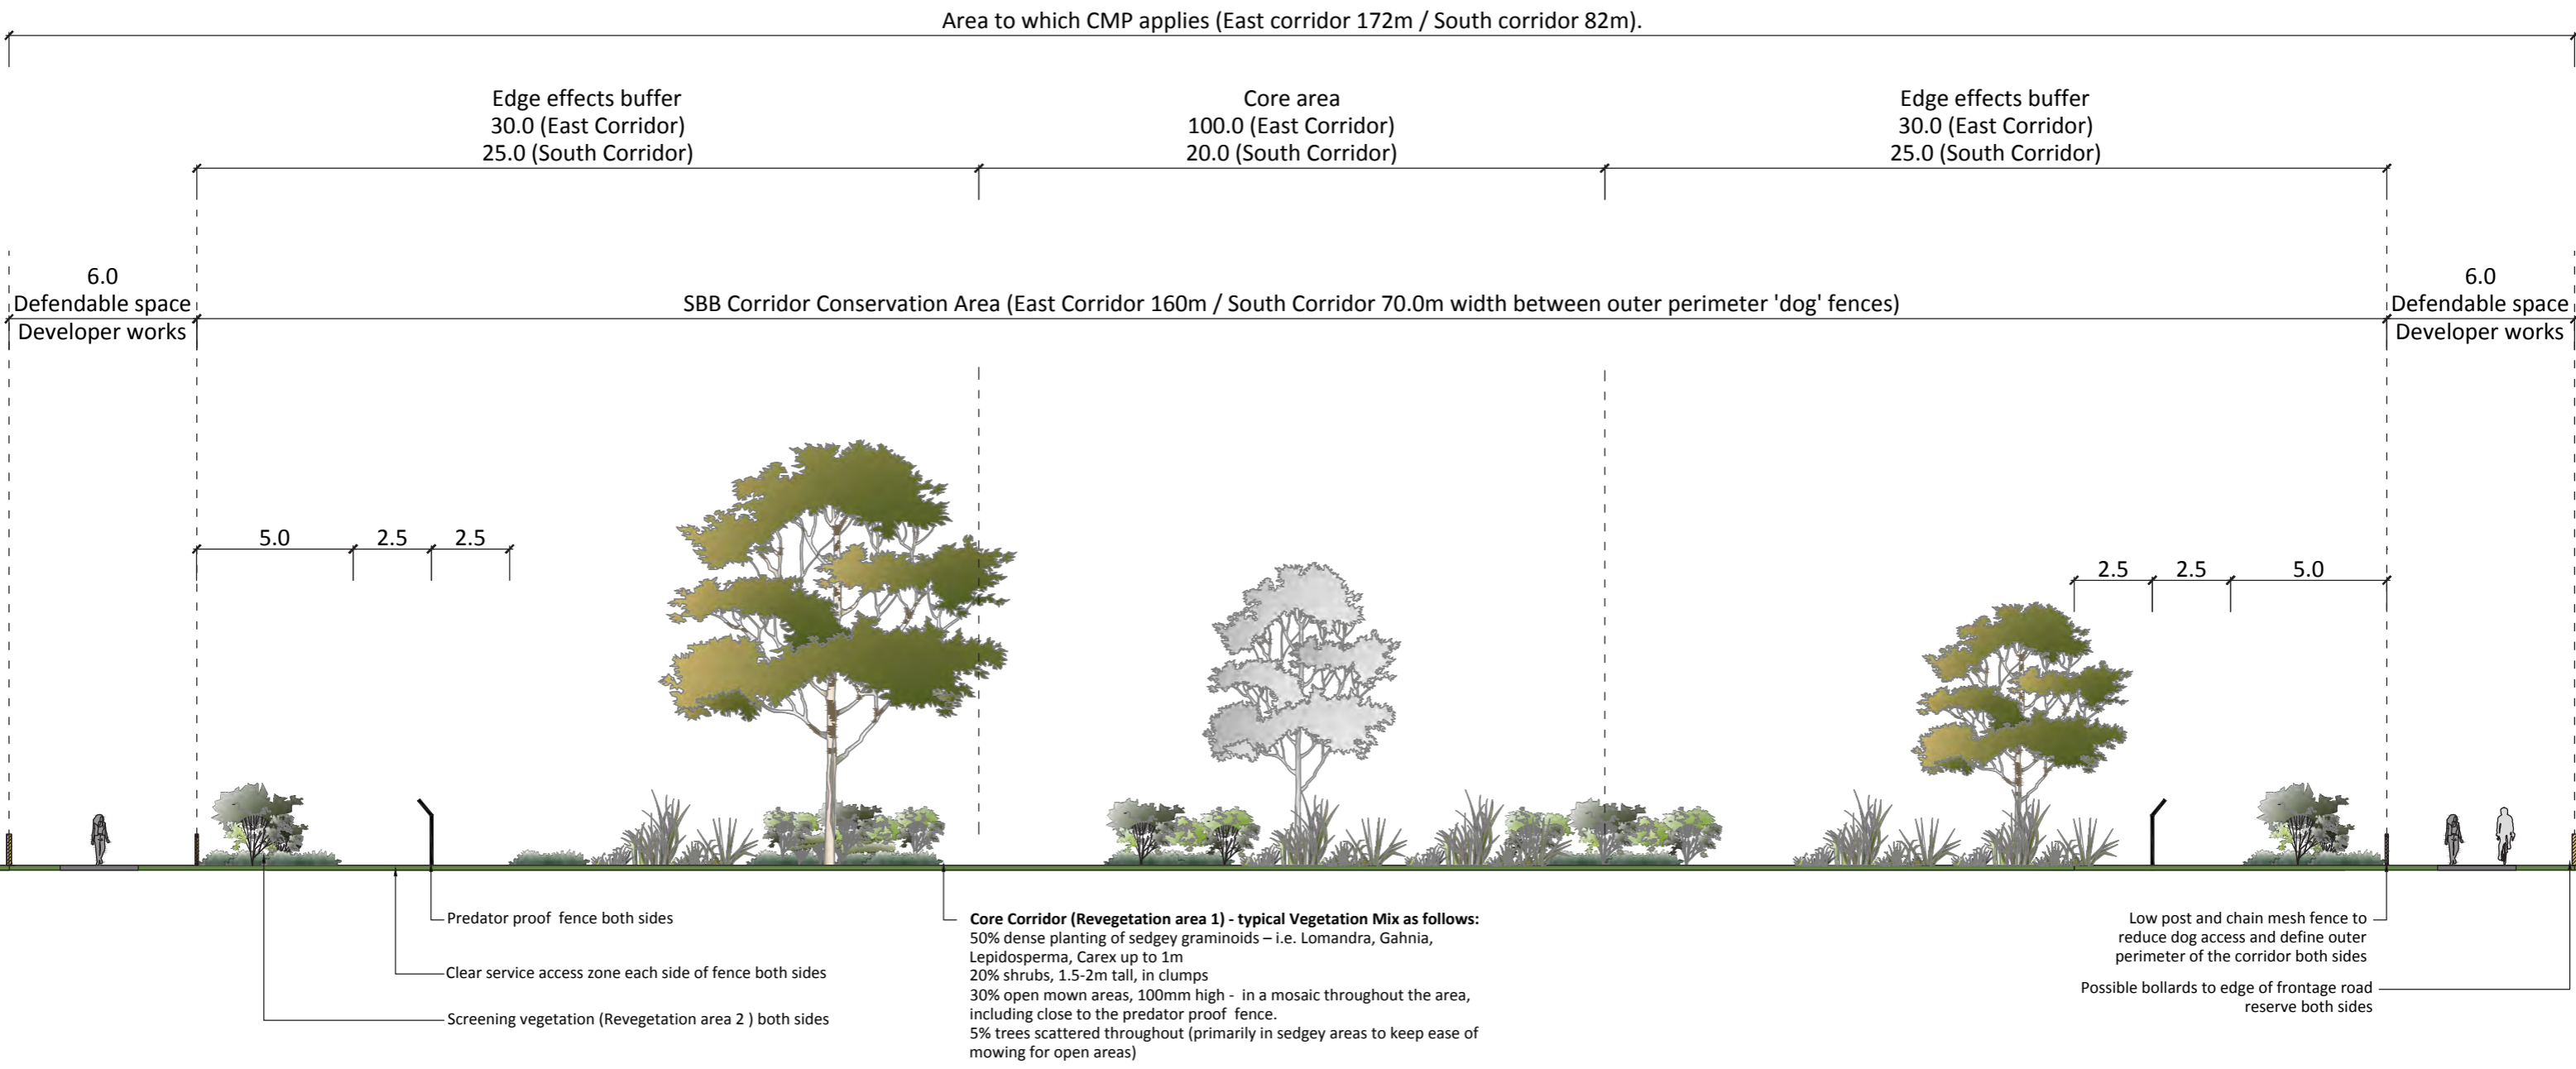 Area to which CMP applies (East corridor 172m / South corridor 82m).
Edge effects buffer
30.0 (East Corridor)
25.0 (South Corridor)
Core area
100.0 (East Corridor)
20.0 (South Corridor)
Edge effects buffer
30.0 (East Corridor)
25.0 (South Corridor)
6.0
Defendable space
Developer works
SBB Corridor Conservation Area (East Corridor 160m / South Corridor 70.0m width between outer perimeter 'dog' fences)
6.0
Defendable space
Developer works
5.0
2.5
2.5
2.5
2.5
5.0
Predator proof fence both sides
Clear service access zone each side of fence both sides
Screening vegetation (Revegetation area 2 ) both sides
Core Corridor (Revegetation area 1) - typical Vegetation Mix as follows:
50% dense planting of sedgey graminoids – i.e. Lomandra, Gahnia,
Lepidosperma, Carex up to 1m
20% shrubs, 1.5-2m tall, in clumps
30% open mown areas, 100mm high - in a mosaic throughout the area,
including close to the predator proof fence.
5% trees scattered throughout (primarily in sedgey areas to keep ease of
mowing for open areas)
Low post and chain mesh fence to
reduce dog access and define outer
perimeter of the corridor both sides
Possible bollards to edge of frontage road
reserve both sides